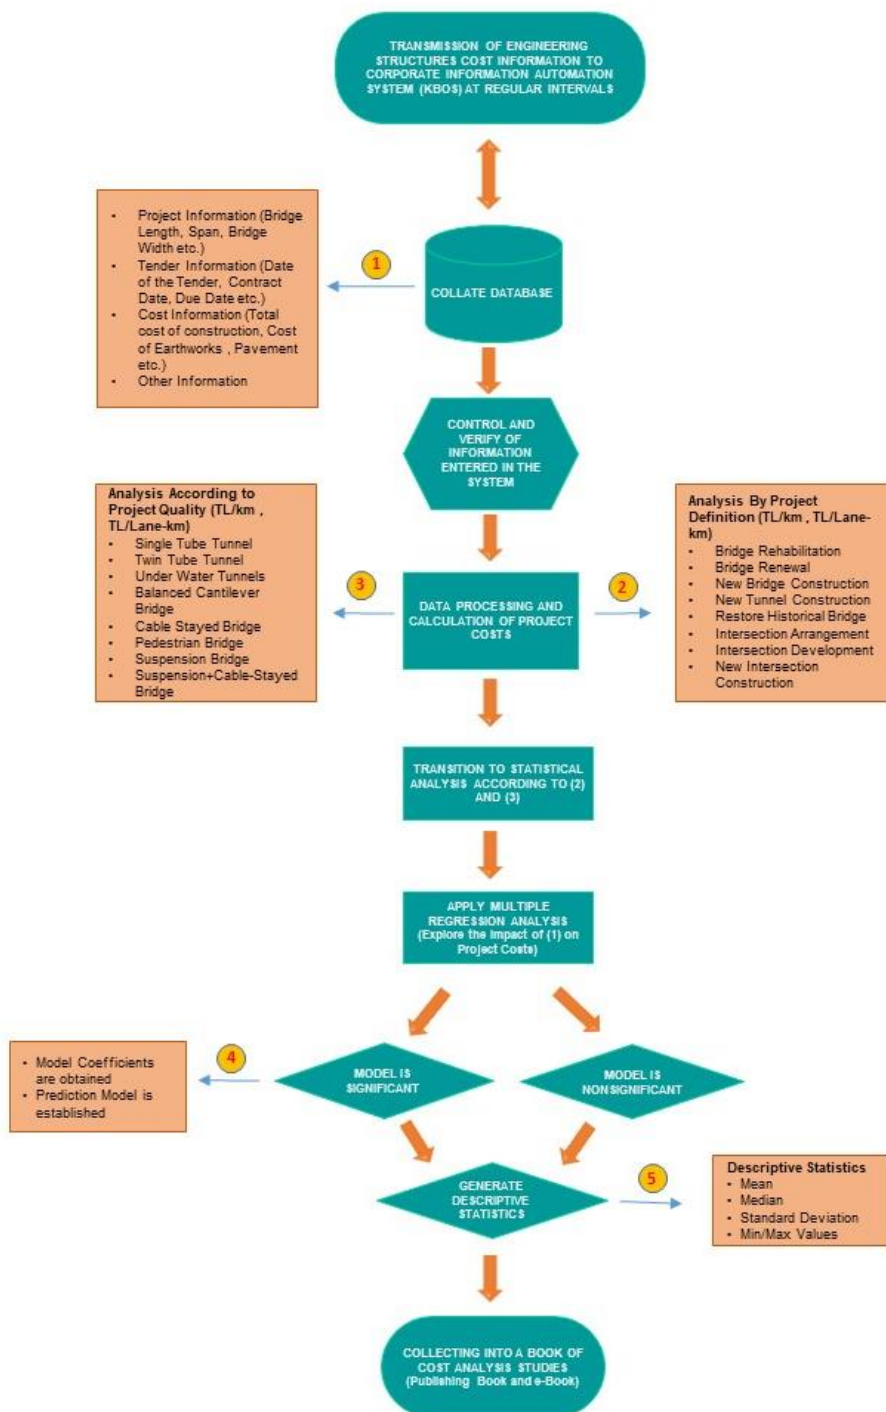 TRANSMISSION OF ENGINEERING
STRUCTURES COST INFORMATION TO
CORPORATE INFORMATION AUTOMATION
SYSTEM (KBOS) AT REGULAR INTERVALS
• Project Information (Bridge
Length, Span, Bridge
Width etc.)
• Tender Information (Date
of the Tender, Contract
Date, Due Date etc.)
• Cost Information (Total
cost of construction, Cost
of Earthworks , Pavement
etc.)
• Other Information
1
COLLATE DATABASE
CONTROL AND
VERIFY OF
INFORMATION
ENTERED IN THE
SYSTEM
Analysis According to
Project Quality (TL/km ,
TL/Lane-km)
• Single Tube Tunnel
• Twin Tube Tunnel
• Under Water Tunnels
• Balanced Cantilever
Bridge
• Cable Stayed Bridge
• Pedestrian Bridge
• Suspension Bridge
• Suspension+Cable-Stayed
Bridge
3
DATA PROCESSING AND
CALCULATION OF PROJECT
COSTS
2
Analysis By Project
Definition (TL/km , TL/Lane-
km)
• Bridge Rehabilitation
• Bridge Renewal
• New Bridge Construction
• New Tunnel Construction
• Restore Historical Bridge
• Intersection Arrangement
• Intersection Development
• New Intersection
Construction
TRANSITION TO STATISTICAL
ANALYSIS ACCORDING TO (2)
AND (3)
APPLY MULTIPLE
REGRESSION ANALYSIS
(Explore the Impact of (1) on
Project Costs)
• Model Coefficients
are obtained
• Prediction Model is
established
4
MODEL IS
SIGNIFICANT
MODEL IS
NONSIGNIFICANT
GENERATE
DESCRIPTIVE
STATISTICS
5
Descriptive Statistics
• Mean
• Median
• Standard Deviation
• Min/Max Values
COLLECTING INTO A BOOK OF
COST ANALYSIS STUDIES
(Publishing Book and e-Book)